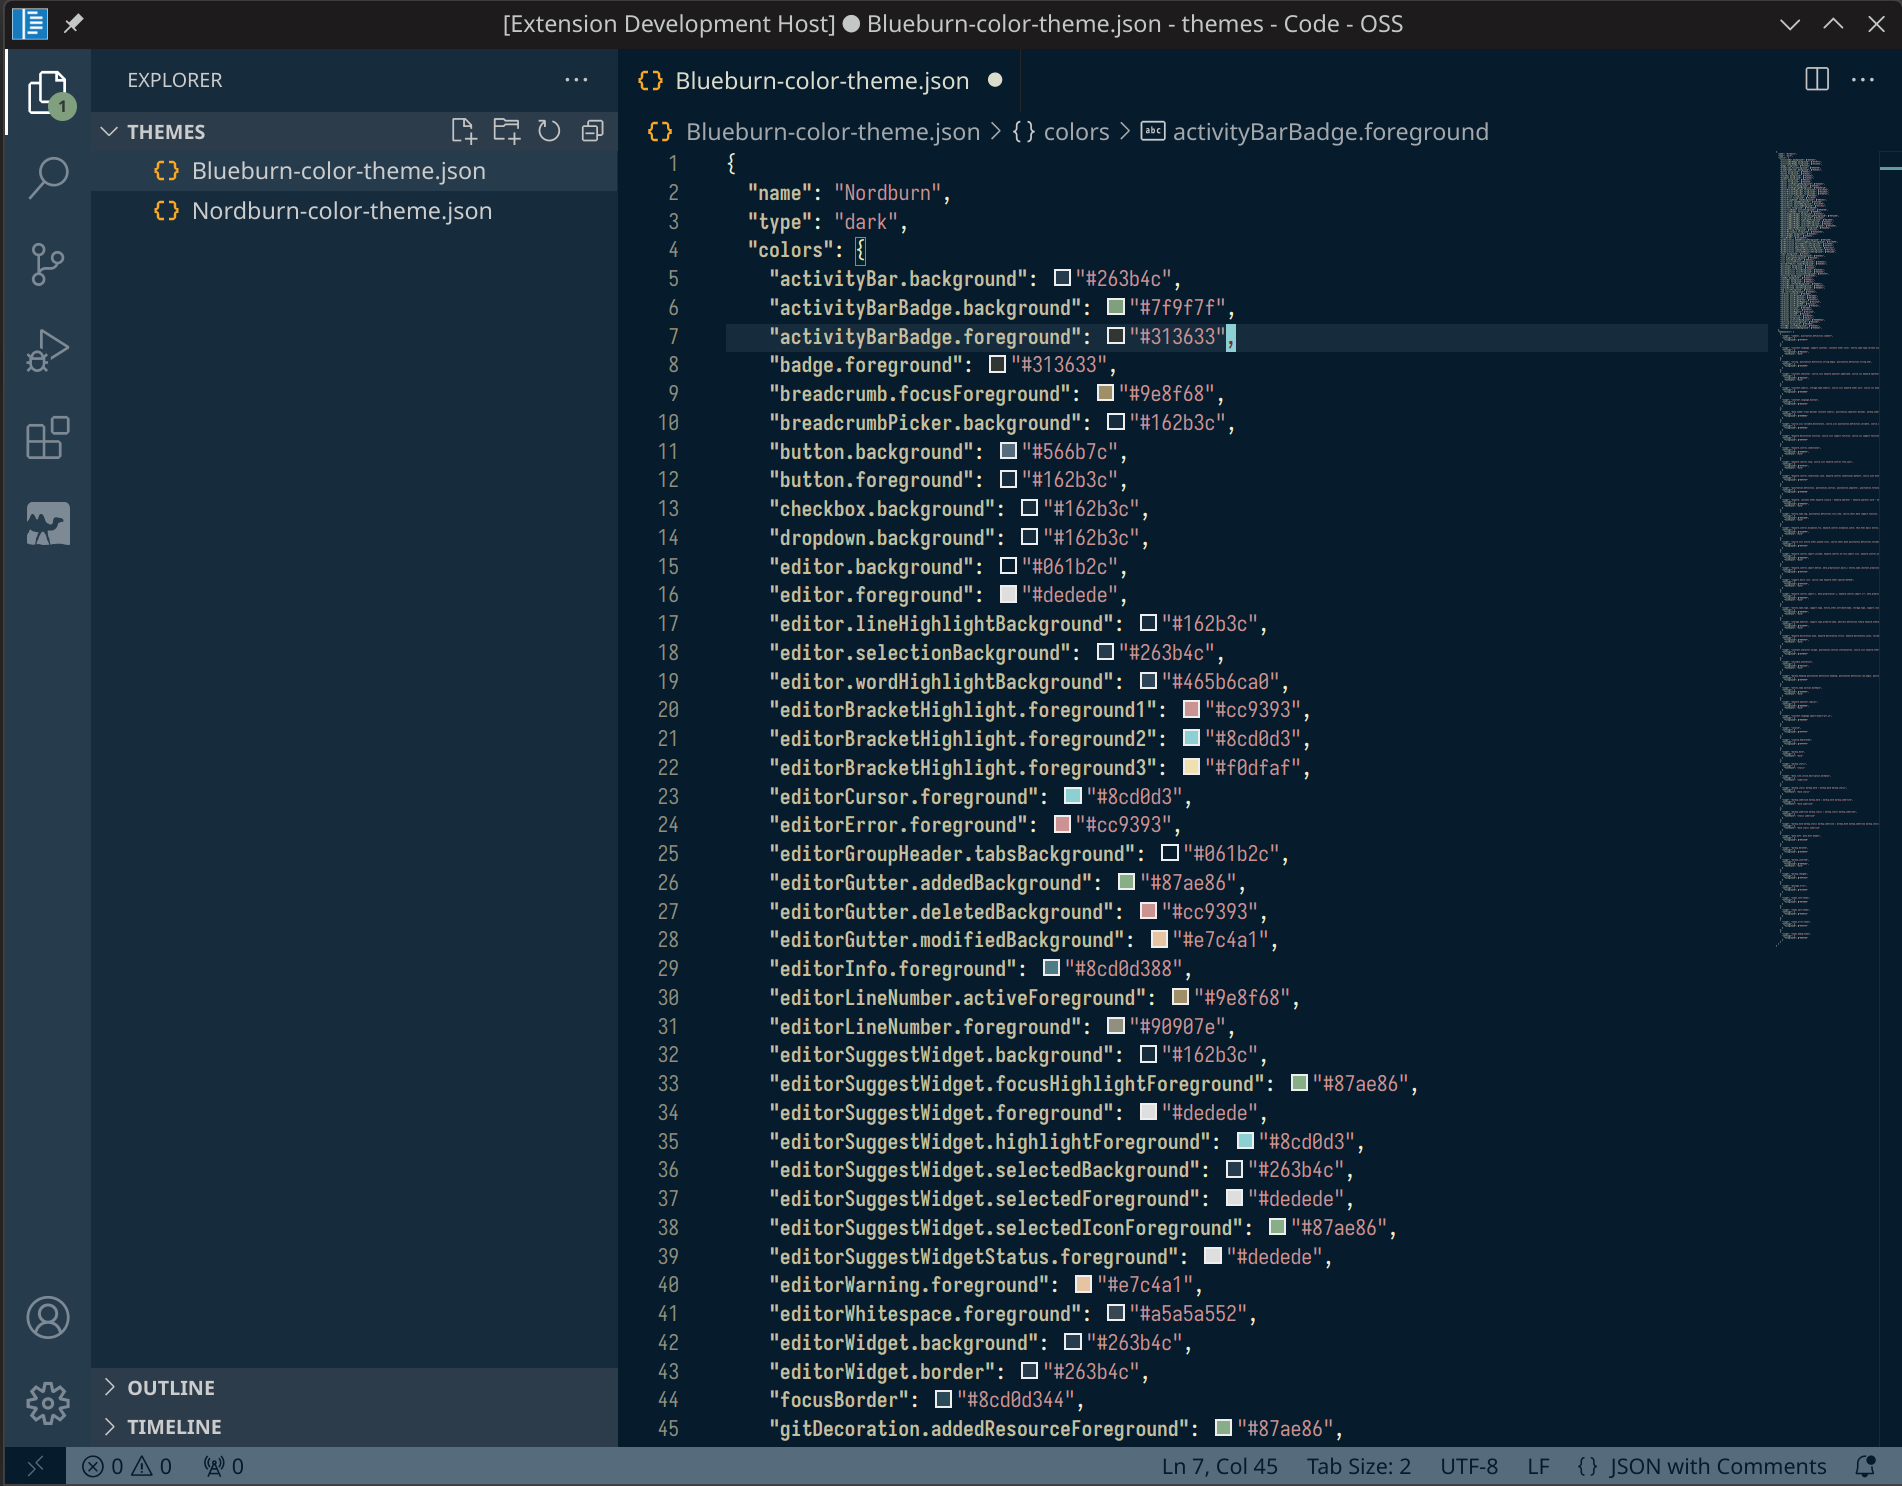 [Extension Development Host] ● Blueburn-color-theme.json - themes - Code - OSS
EXPLORER
1
THEMES
Blueburn-color-theme.json
Nordburn-color-theme.json
OUTLINE
TIMELINE
{} Blueburn-color-theme.json ●
{} Blueburn-color-theme.json > {} colors > abc activityBarBadge.foreground
1 {
2 "name": "Nordburn",
3 "type": "dark",
4 "colors": {
5 "activityBar.background": "#263b4c",
6 "activityBarBadge.background": "#7f9f7f",
7 "activityBarBadge.foreground": "#313633",
8 "badge.foreground": "#313633",
9 "breadcrumb.focusForeground": "#9e8f68",
10 "breadcrumbPicker.background": "#162b3c",
11 "button.background": "#566b7c",
12 "button.foreground": "#162b3c",
13 "checkbox.background": "#162b3c",
14 "dropdown.background": "#162b3c",
15 "editor.background": "#061b2c",
16 "editor.foreground": "#dedede",
17 "editor.lineHighlightBackground": "#162b3c",
18 "editor.selectionBackground": "#263b4c",
19 "editor.wordHighlightBackground": "#465b6ca0",
20 "editorBracketHighlight.foreground1": "#cc9393",
21 "editorBracketHighlight.foreground2": "#8cd0d3",
22 "editorBracketHighlight.foreground3": "#f0dfaf",
23 "editorCursor.foreground": "#8cd0d3",
24 "editorError.foreground": "#cc9393",
25 "editorGroupHeader.tabsBackground": "#061b2c",
26 "editorGutter.addedBackground": "#87ae86",
27 "editorGutter.deletedBackground": "#cc9393",
28 "editorGutter.modifiedBackground": "#e7c4a1",
29 "editorInfo.foreground": "#8cd0d388",
30 "editorLineNumber.activeForeground": "#9e8f68",
31 "editorLineNumber.foreground": "#90907e",
32 "editorSuggestWidget.background": "#162b3c",
33 "editorSuggestWidget.focusHighlightForeground": "#87ae86",
34 "editorSuggestWidget.foreground": "#dedede",
35 "editorSuggestWidget.highlightForeground": "#8cd0d3",
36 "editorSuggestWidget.selectedBackground": "#263b4c",
37 "editorSuggestWidget.selectedForeground": "#dedede",
38 "editorSuggestWidget.selectedIconForeground": "#87ae86",
39 "editorSuggestWidgetStatus.foreground": "#dedede",
40 "editorWarning.foreground": "#e7c4a1",
41 "editorWhitespace.foreground": "#a5a5a552",
42 "editorWidget.background": "#263b4c",
43 "editorWidget.border": "#263b4c",
44 "focusBorder": "#8cd0d344",
45 "gitDecoration.addedResourceForeground": "#87ae86",
0 0 0 Ln 7, Col 45 Tab Size: 2 UTF-8 LF {} JSON with Comments